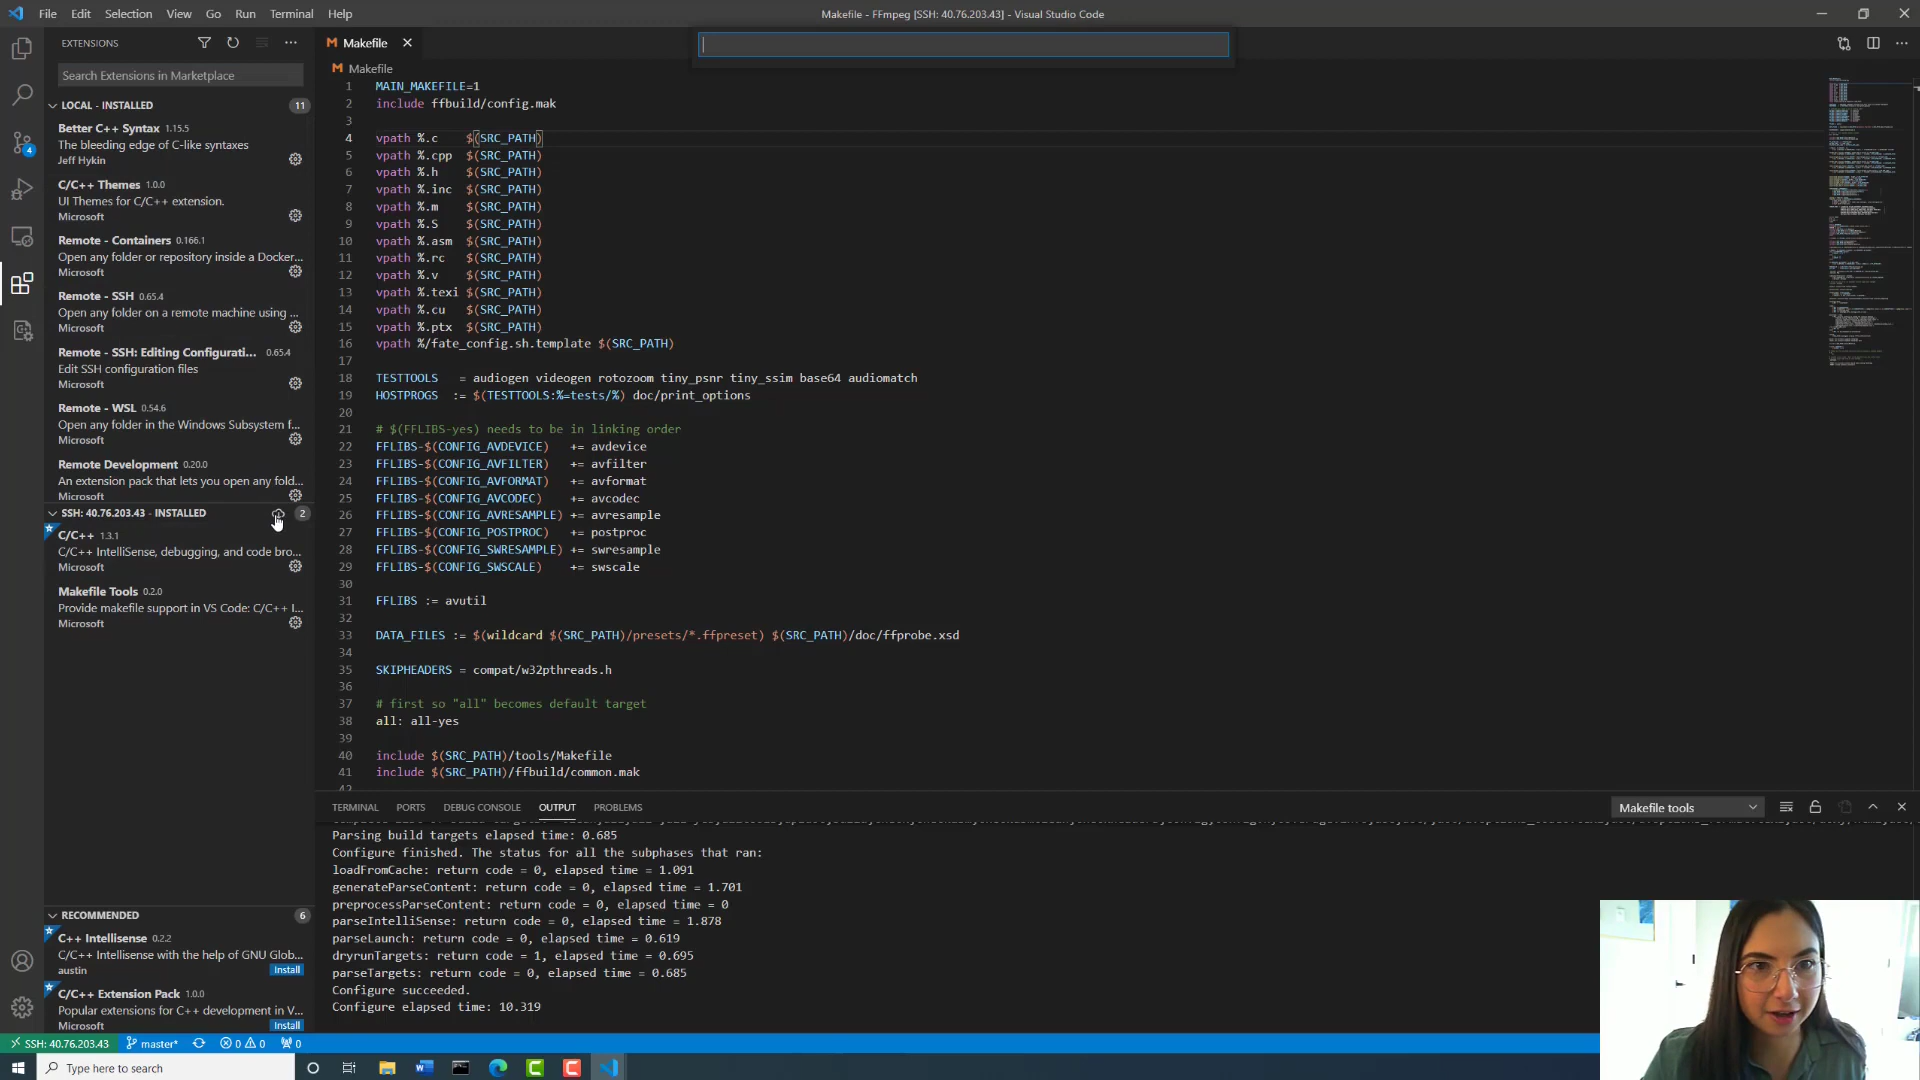 File Edit Selection View Go Run Terminal Help
Makefile - FFmpeg [SSH: 40.76.203.43] - Visual Studio Code
EXTENSIONS
Search Extensions in Marketplace
LOCAL - INSTALLED 11
Better C++ Syntax 1.15.5
The bleeding edge of C-like syntaxes
Jeff Hykin
C/C++ Themes 1.0.0
UI Themes for C/C++ extension.
Microsoft
Remote - Containers 0.166.1
Open any folder or repository inside a Docker...
Microsoft
Remote - SSH 0.65.4
Open any folder on a remote machine using ...
Microsoft
Remote - SSH: Editing Configurati... 0.65.4
Edit SSH configuration files
Microsoft
Remote - WSL 0.54.6
Open any folder in the Windows Subsystem f...
Microsoft
Remote Development 0.20.0
An extension pack that lets you open any fold...
Microsoft
SSH: 40.76.203.43 - INSTALLED 2
C/C++ 1.3.1
C/C++ IntelliSense, debugging, and code bro...
Microsoft
Makefile Tools 0.2.0
Provide makefile support in VS Code: C/C++ I...
Microsoft
RECOMMENDED 6
C++ Intellisense 0.2.2
C/C++ Intellisense with the help of GNU Glob...
austin Install
C/C++ Extension Pack 1.0.0
Popular extensions for C++ development in V...
Microsoft Install
4
M Makefile
M Makefile
1 MAIN_MAKEFILE=1
2 include ffbuild/config.mak
3
4 vpath %.c $(SRC_PATH)
5 vpath %.cpp $(SRC_PATH)
6 vpath %.h $(SRC_PATH)
7 vpath %.inc $(SRC_PATH)
8 vpath %.m $(SRC_PATH)
9 vpath %.S $(SRC_PATH)
10 vpath %.asm $(SRC_PATH)
11 vpath %.rc $(SRC_PATH)
12 vpath %.v $(SRC_PATH)
13 vpath %.texi $(SRC_PATH)
14 vpath %.cu $(SRC_PATH)
15 vpath %.ptx $(SRC_PATH)
16 vpath %/fate_config.sh.template $(SRC_PATH)
17
18 TESTTOOLS = audiogen videogen rotozoom tiny_psnr tiny_ssim base64 audiomatch
19 HOSTPROGS := $(TESTTOOLS:%=tests/%) doc/print_options
20
21 # $(FFLIBS-yes) needs to be in linking order
22 FFLIBS-$(CONFIG_AVDEVICE) += avdevice
23 FFLIBS-$(CONFIG_AVFILTER) += avfilter
24 FFLIBS-$(CONFIG_AVFORMAT) += avformat
25 FFLIBS-$(CONFIG_AVCODEC) += avcodec
26 FFLIBS-$(CONFIG_AVRESAMPLE) += avresample
27 FFLIBS-$(CONFIG_POSTPROC) += postproc
28 FFLIBS-$(CONFIG_SWRESAMPLE) += swresample
29 FFLIBS-$(CONFIG_SWSCALE) += swscale
30
31 FFLIBS := avutil
32
33 DATA_FILES := $(wildcard $(SRC_PATH)/presets/*.ffpreset) $(SRC_PATH)/doc/ffprobe.xsd
34
35 SKIPHEADERS = compat/w32pthreads.h
36
37 # first so "all" becomes default target
38 all: all-yes
39
40 include $(SRC_PATH)/tools/Makefile
41 include $(SRC_PATH)/ffbuild/common.mak
42
TERMINAL PORTS DEBUG CONSOLE OUTPUT PROBLEMS
Makefile tools
Parsing build targets elapsed time: 0.685
Configure finished. The status for all the subphases that ran:
loadFromCache: return code = 0, elapsed time = 1.091
generateParseContent: return code = 0, elapsed time = 1.701
preprocessParseContent: return code = 0, elapsed time = 0
parseIntelliSense: return code = 0, elapsed time = 1.878
parseLaunch: return code = 0, elapsed time = 0.619
dryrunTargets: return code = 1, elapsed time = 0.695
parseTargets: return code = 0, elapsed time = 0.685
Configure succeeded.
Configure elapsed time: 10.319
SSH: 40.76.203.43 master* 0 0 0
Type here to search